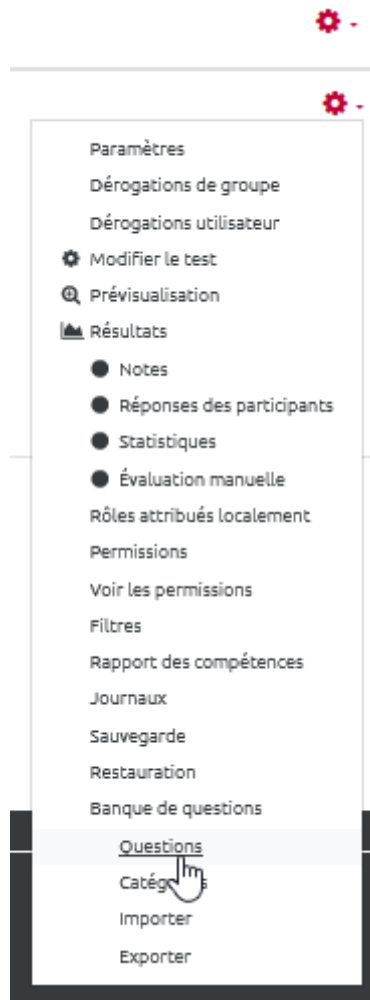 Paramètres
Dérogations de groupe
Dérogations utilisateur
Modifier le test
Prévisualisation
Résultats
Notes
Réponses des participants
Statistiques
Évaluation manuelle
Rôles attribués localement
Permissions
Voir les permissions
Filtres
Rapport des compétences
Journaux
Sauvegarde
Restauration
Banque de questions
Questions
Importer
Exporter